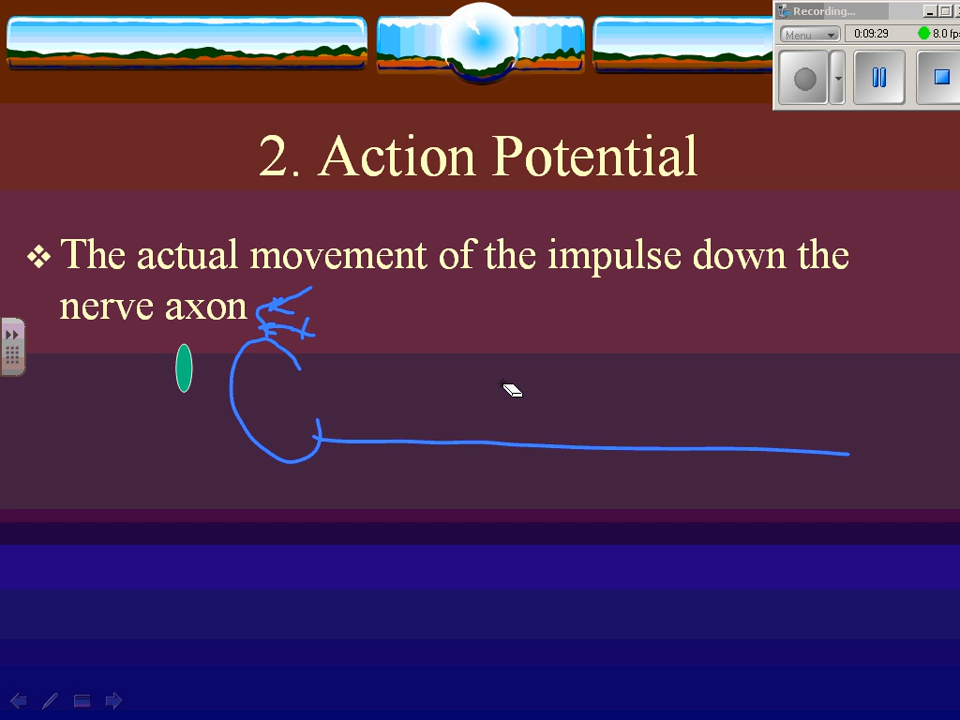 Recording...
Menu
0:09:29
8.0 fp
2. Action Potential
The actual movement of the impulse down the
nerve axon